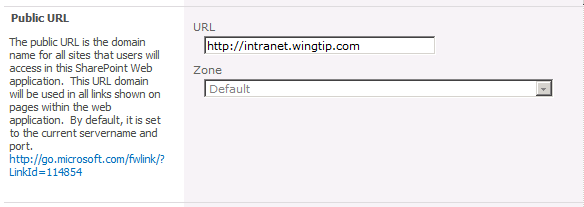 Public URL
The public URL is the domain
name for all sites that users will
access in this SharePoint Web
application. This URL domain
will be used in all links shown on
pages within the web
application. By default, it is set
to the current servername and
port.
http://go.microsoft.com/fwlink/?
LinkId=114854
URL
http://intranet.wingtip.com
Zone
Default